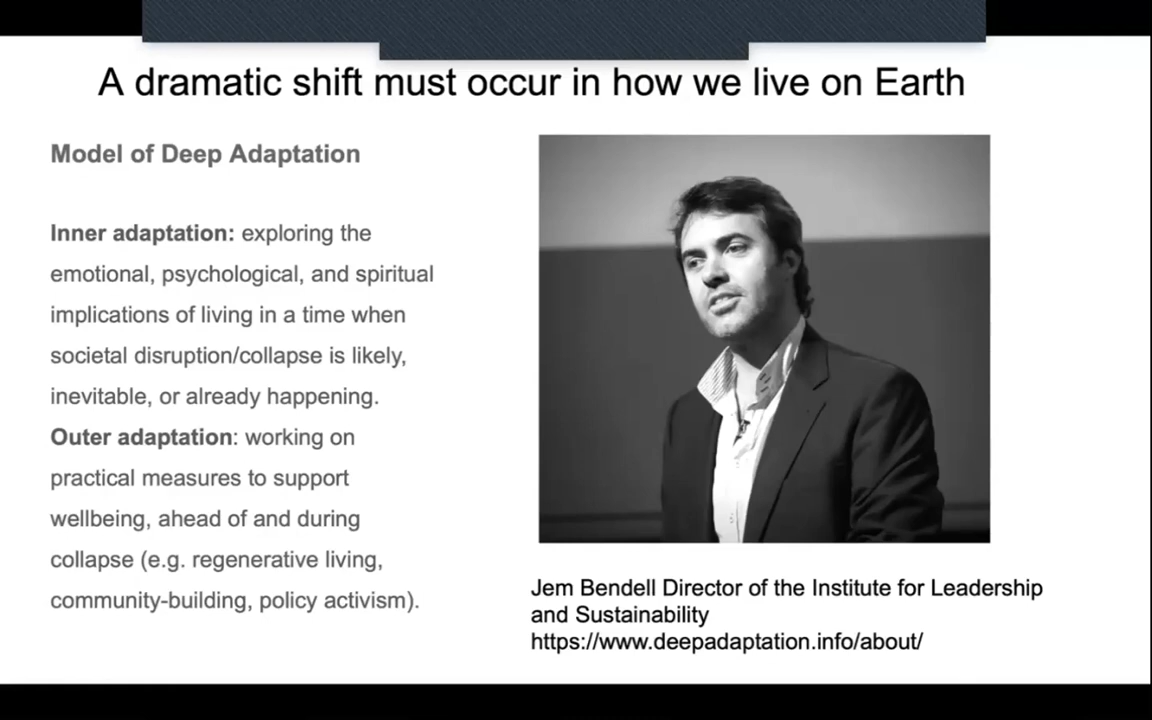 A dramatic shift must occur in how we live on Earth
Model of Deep Adaptation
Inner adaptation: exploring the
emotional, psychological, and spiritual
implications of living in a time when
societal disruption/collapse is likely,
inevitable, or already happening.
Outer adaptation: working on
practical measures to support
wellbeing, ahead of and during
collapse (e.g. regenerative living,
community-building, policy activism).
Jem Bendell Director of the Institute for Leadership
and Sustainability
https://www.deepadaptation.info/about/